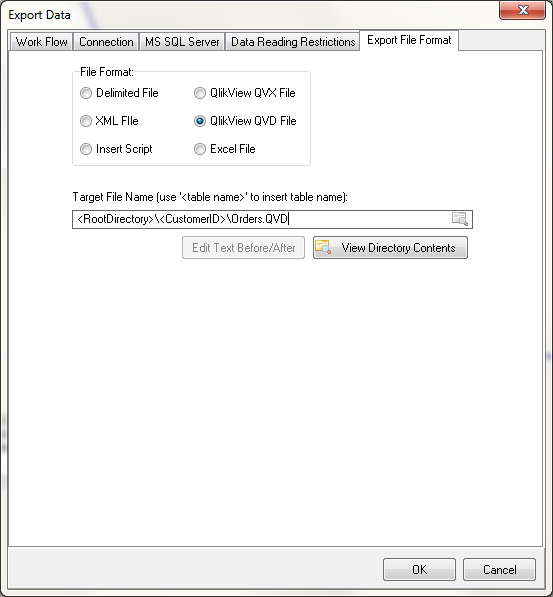 Export Data
Work Flow Connection MS SQL Server Data Reading Restrictions Export File Format
File Format:
Delimited File QlikView QVX File
XML FIle QlikView QVD File
Insert Script Excel File
Target File Name (use '<table name>' to insert table name):
<RootDirectory>\<CustomerID>\Orders.QVD
Edit Text Before/After View Directory Contents
OK Cancel